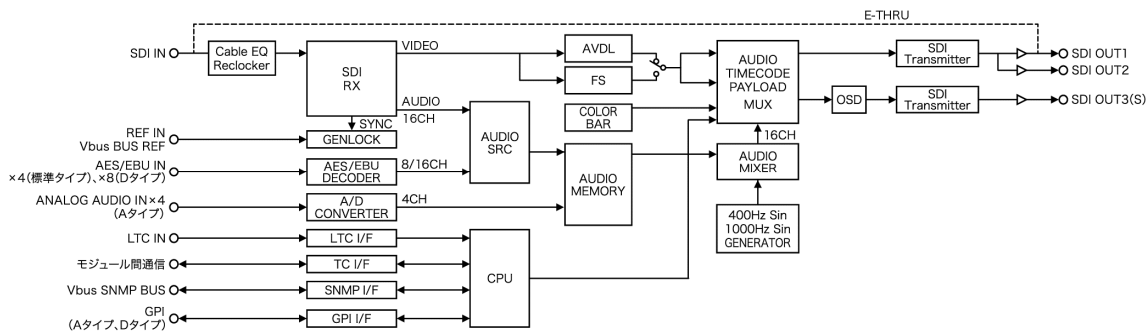 E-THRU
SDI IN
Cable EQ
Reclocker
SDI
RX
VIDEO
AVDL
FS
AUDIO
TIMECODE
PAYLOAD
MUX
SDI
Transmitter
SDI OUT1
SDI OUT2
AUDIO
16CH
SYNC
COLOR
BAR
OSD
SDI
Transmitter
SDI OUT3(S)
REF IN
Vbus BUS REF
GENLOCK
AUDIO
SRC
16CH
AES/EBU IN
×4(標準タイプ)、×8(Dタイプ)
AES/EBU
DECODER
8/16CH
AUDIO
MEMORY
AUDIO
MIXER
ANALOG AUDIO IN×4
(Aタイプ)
A/D
CONVERTER
4CH
400Hz Sin
1000Hz Sin
GENERATOR
LTC IN
LTC I/F
CPU
モジュール間通信
TC I/F
Vbus SNMP BUS
SNMP I/F
GPI
(Aタイプ、Dタイプ)
GPI I/F